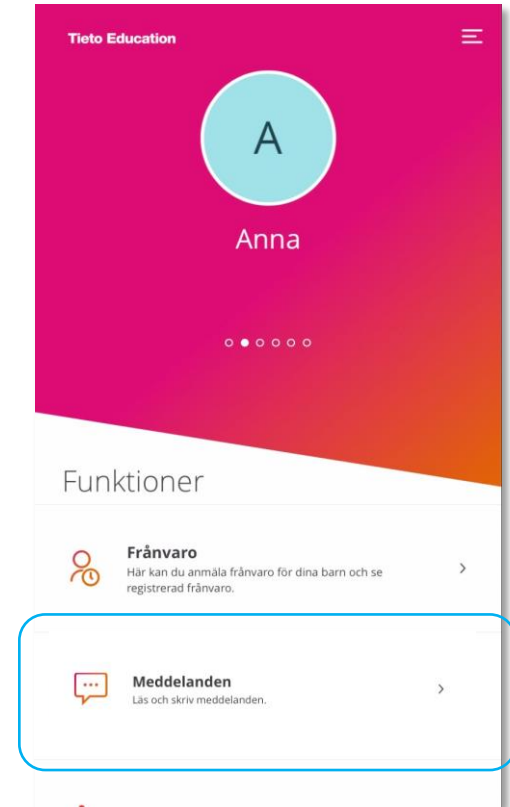 Tieto Education
A
Anna
Funktioner
Frånvaro
Här kan du anmäla frånvaro för dina barn och se
registrerad frånvaro.
Meddelanden
Läs och skriv meddelanden.